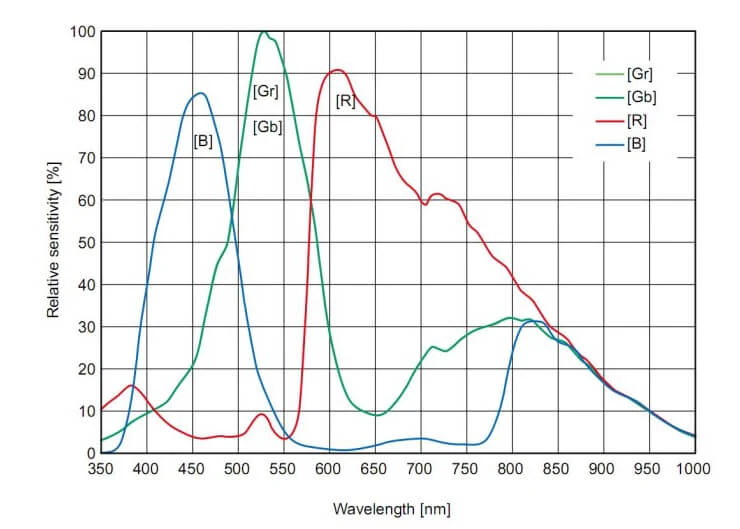 Relative sensitivity [%]
100
90
80
70
60
50
40
30
20
10
0
[B]
[Gr]
[Gb]
[R]
[Gr]
[Gb]
[R]
[B]
350 400 450 500 550 600 650 700 750 800 850 900 950 1000
Wavelength [nm]